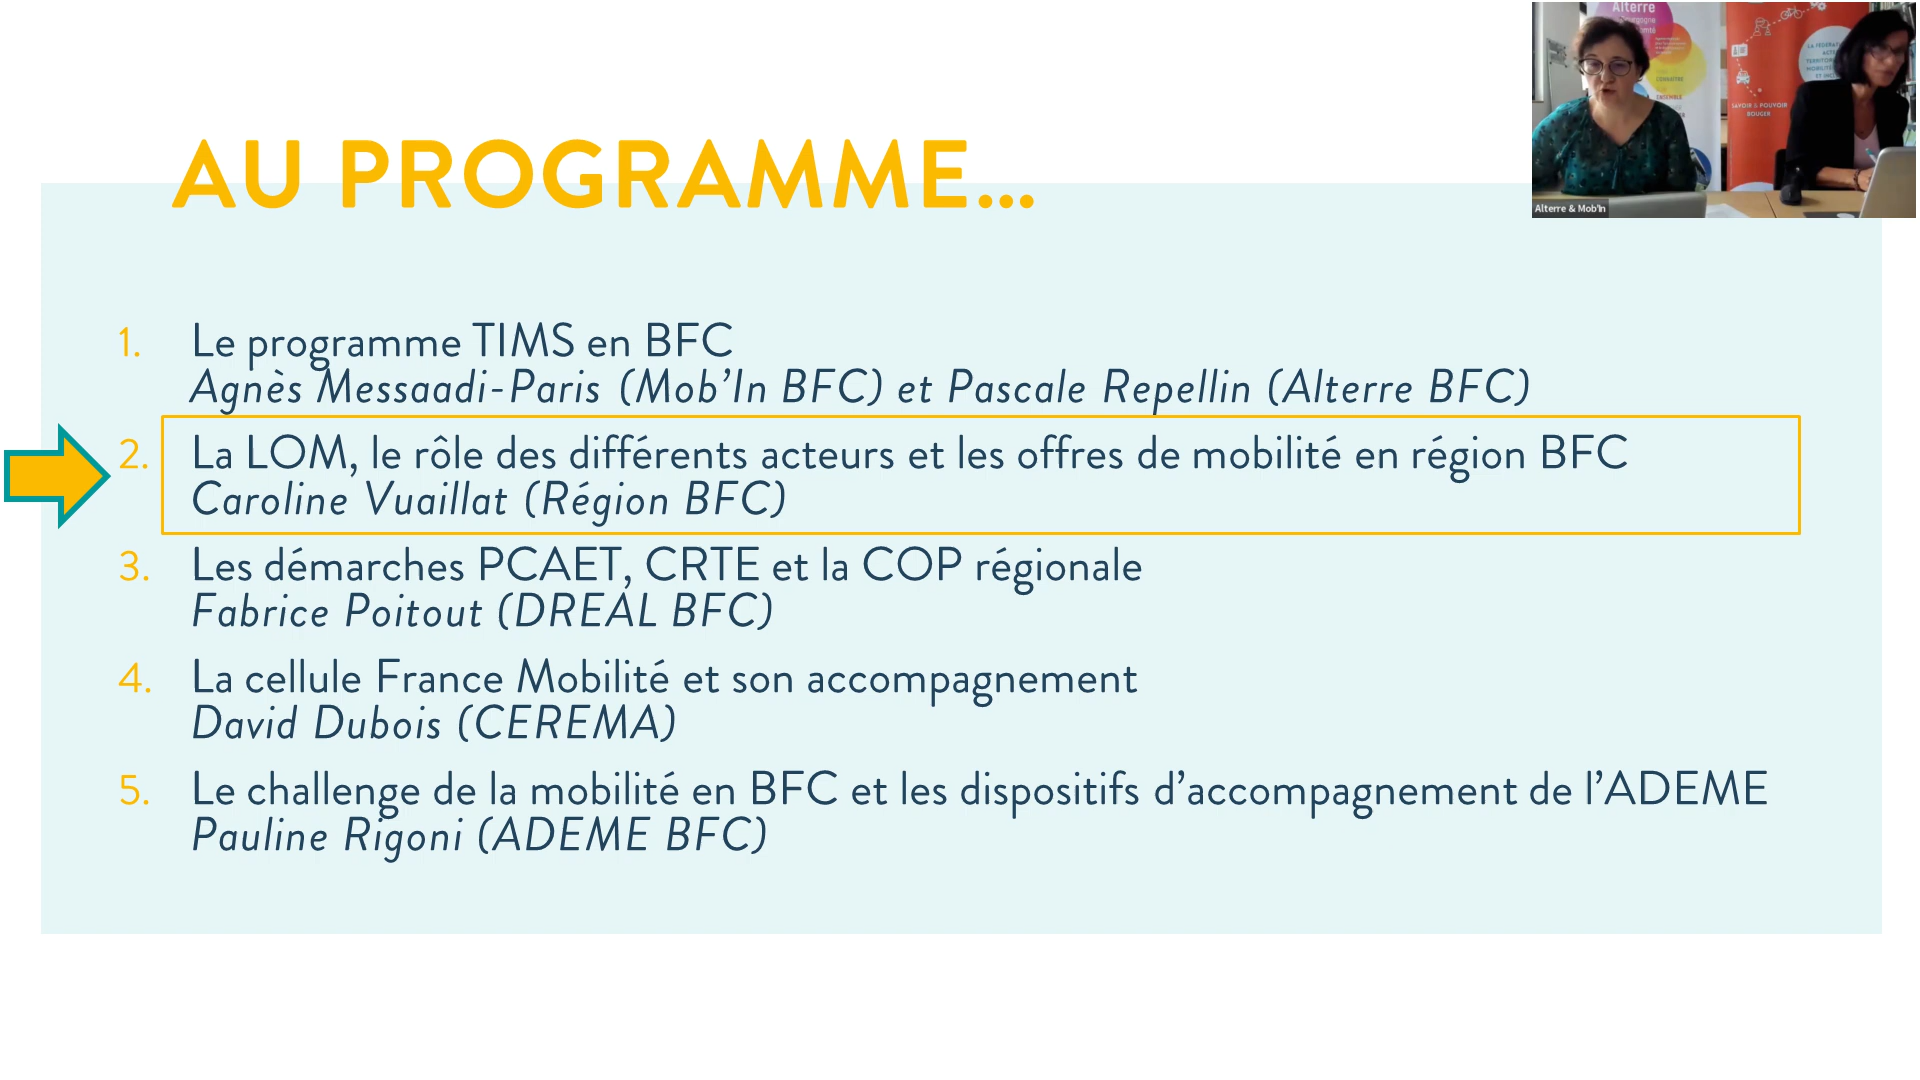 AU PROGRAMME...
1. Le programme TIMS en BFC
Agnès Messaadi-Paris (Mob'In BFC) et Pascale Repellin (Alterre BFC)
2. La LOM, le rôle des différents acteurs et les offres de mobilité en région BFC
Caroline Vuaillat (Région BFC)
3. Les démarches PCAET, CRTE et la COP régionale
Fabrice Poitout (DREAL BFC)
4. La cellule France Mobilité et son accompagnement
David Dubois (CEREMA)
5. Le challenge de la mobilité en BFC et les dispositifs d'accompagnement de l'ADEME
Pauline Rigoni (ADEME BFC)
Alterre
SAVOIR & POUVOIR
BOUGER
Alterre & Mob'In